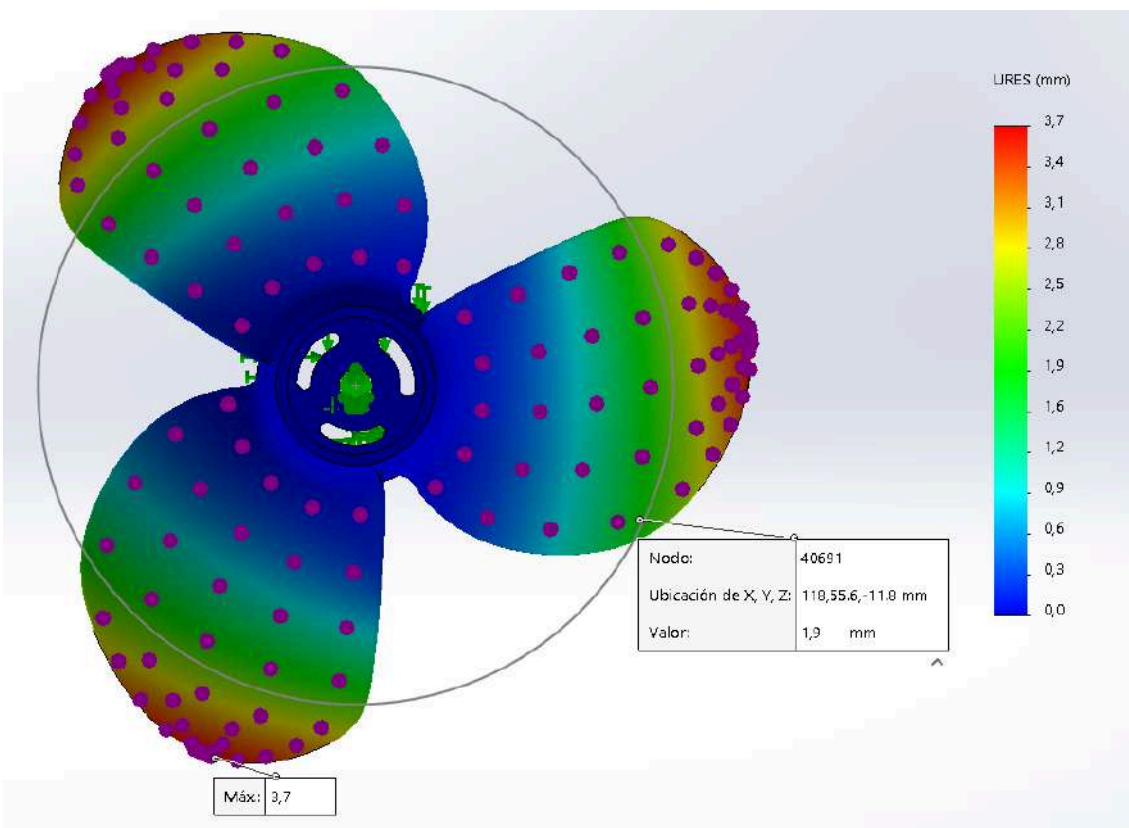 URES (mm)
3,7
3,4
3,1
2,8
2,5
2,2
1,9
1,6
1,2
0,9
0,6
0,3
0,0
Nodo: 40691
Ubicación de X, Y, Z: 118,55.6,-11.8 mm
Valor: 1,9 mm
Máx.: 3,7